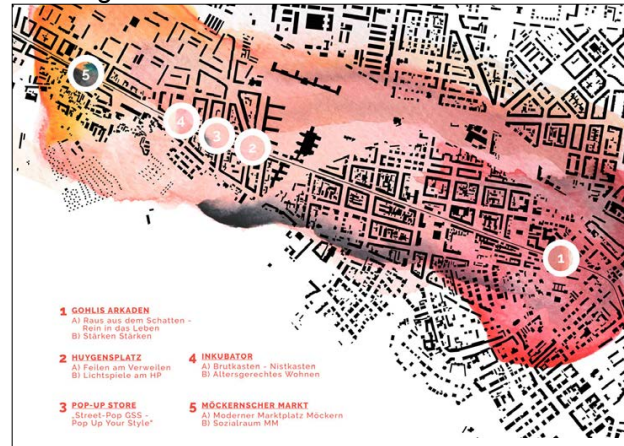 5
4
3
2
1
1 GOHLIS ARKADEN
A) Raus aus dem Schatten -
Rein in das Leben
B) Stärken Stärken
2 HUYGENSPLATZ
A) Feilen am Verweilen
B) Lichtspiele am HP
3 POP-UP STORE
„Street-Pop GSS -
Pop Up Your Style"
4 INKUBATOR
A) Brutkasten - Nistkasten
B) Altersgerechtes Wohnen
5 MÖCKERNSCHER MARKT
A) Moderner Marktplatz Möckern
B) Sozialraum MM